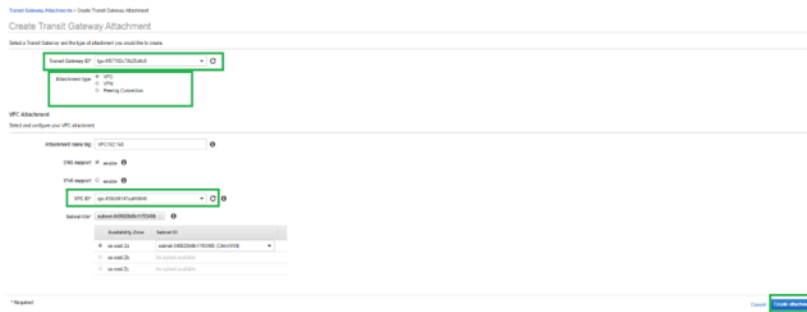 Transit Gateway Attachments > Create Transit Gateway Attachment
Create Transit Gateway Attachment
Select a Transit Gateway and the type of attachment you would like to create.
Transit Gateway ID*
Attachment type VPC
VPN
Peering Connection
VPC Attachment
Select and configure your VPC attachment.
Attachment name tag
DNS support enable
IPv6 support enable
VPC ID*
Subnet IDs*
Availability Zone Subnet ID
us-east-2a
us-east-2b No subnet available
us-east-2c No subnet available
* Required
Cancel Create attachment